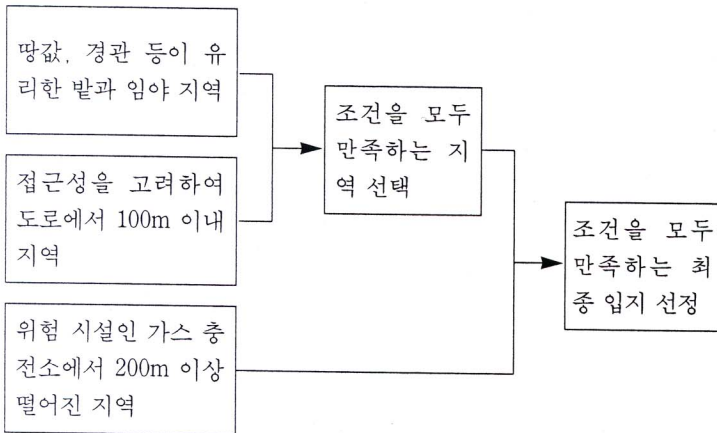 땅값, 경관 등이 유
리한 밭과 임야 지역
접근성을 고려하여
도로에서 100m 이내
지역
위험 시설인 가스 충
전소에서 200m 이상
떨어진 지역
조건을 모두
만족하는 지
역 선택
조건을 모두
만족하는 최
종 입지 선정